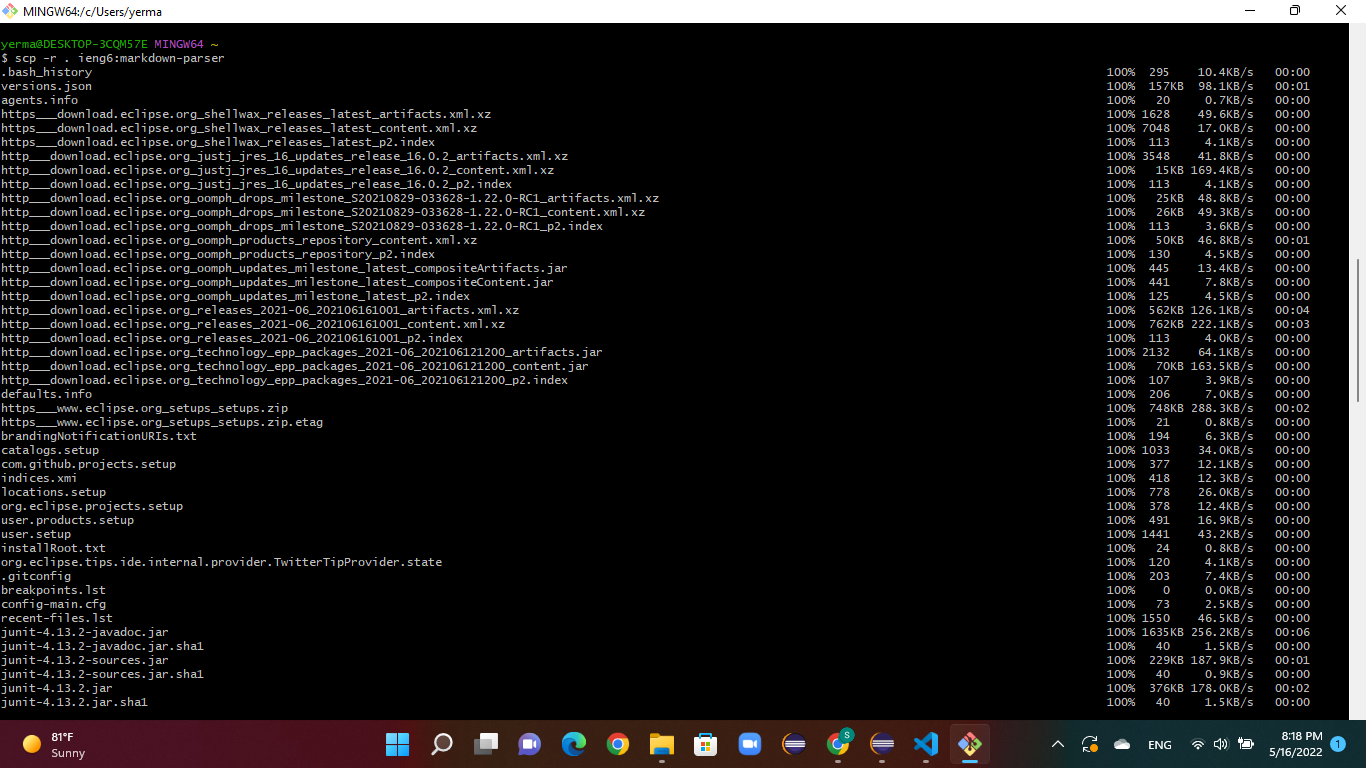 MINGW64:/c/Users/yerma
yerma@DESKTOP-3CQM57E MINGW64 ~
$ scp -r . ieng6:markdown-parser
.bash_history 100% 295 10.4KB/s 00:00
versions.json 100% 157KB 98.1KB/s 00:01
agents.info 100% 20 0.7KB/s 00:00
https___download.eclipse.org_shellwax_releases_latest_artifacts.xml.xz 100% 1628 49.6KB/s 00:00
https___download.eclipse.org_shellwax_releases_latest_content.xml.xz 100% 7048 17.0KB/s 00:00
https___download.eclipse.org_shellwax_releases_latest_p2.index 100% 113 4.1KB/s 00:00
http___download.eclipse.org_justj_jres_16_updates_release_16.0.2_artifacts.xml.xz 100% 3548 41.8KB/s 00:00
http___download.eclipse.org_justj_jres_16_updates_release_16.0.2_content.xml.xz 100% 15KB 169.4KB/s 00:00
http___download.eclipse.org_justj_jres_16_updates_release_16.0.2_p2.index 100% 113 4.1KB/s 00:00
http___download.eclipse.org_oomph_drops_milestone_S20210829-033628-1.22.0-RC1_artifacts.xml.xz 100% 25KB 48.8KB/s 00:00
http___download.eclipse.org_oomph_drops_milestone_S20210829-033628-1.22.0-RC1_content.xml.xz 100% 26KB 49.3KB/s 00:00
http___download.eclipse.org_oomph_drops_milestone_S20210829-033628-1.22.0-RC1_p2.index 100% 113 3.6KB/s 00:00
http___download.eclipse.org_oomph_products_repository_content.xml.xz 100% 50KB 46.8KB/s 00:01
http___download.eclipse.org_oomph_products_repository_p2.index 100% 130 4.5KB/s 00:00
http___download.eclipse.org_oomph_updates_milestone_latest_compositeArtifacts.jar 100% 445 13.4KB/s 00:00
http___download.eclipse.org_oomph_updates_milestone_latest_compositeContent.jar 100% 441 7.8KB/s 00:00
http___download.eclipse.org_oomph_updates_milestone_latest_p2.index 100% 125 4.5KB/s 00:00
http___download.eclipse.org_releases_2021-06_202106161001_artifacts.xml.xz 100% 562KB 126.1KB/s 00:04
http___download.eclipse.org_releases_2021-06_202106161001_content.xml.xz 100% 762KB 222.1KB/s 00:03
http___download.eclipse.org_releases_2021-06_202106161001_p2.index 100% 113 4.0KB/s 00:00
http___download.eclipse.org_technology_epp_packages_2021-06_202106121200_artifacts.jar 100% 2132 64.1KB/s 00:00
http___download.eclipse.org_technology_epp_packages_2021-06_202106121200_content.jar 100% 70KB 163.5KB/s 00:00
http___download.eclipse.org_technology_epp_packages_2021-06_202106121200_p2.index 100% 107 3.9KB/s 00:00
defaults.info 100% 206 7.0KB/s 00:00
https___www.eclipse.org_setups_setups.zip 100% 748KB 288.3KB/s 00:02
https___www.eclipse.org_setups_setups.zip.etag 100% 21 0.8KB/s 00:00
brandingNotificationURIs.txt 100% 194 6.3KB/s 00:00
catalogs.setup 100% 1033 34.0KB/s 00:00
com.github.projects.setup 100% 377 12.1KB/s 00:00
indices.xmi 100% 418 12.3KB/s 00:00
locations.setup 100% 778 26.0KB/s 00:00
org.eclipse.projects.setup 100% 378 12.4KB/s 00:00
user.products.setup 100% 491 16.9KB/s 00:00
user.setup 100% 1441 43.2KB/s 00:00
installRoot.txt 100% 24 0.8KB/s 00:00
org.eclipse.tips.ide.internal.provider.TwitterTipProvider.state 100% 120 4.1KB/s 00:00
.gitconfig 100% 203 7.4KB/s 00:00
breakpoints.lst 100% 0 0.0KB/s 00:00
config-main.cfg 100% 73 2.5KB/s 00:00
recent-files.lst 100% 1550 46.5KB/s 00:00
junit-4.13.2-javadoc.jar 100% 1635KB 256.2KB/s 00:06
junit-4.13.2-javadoc.jar.sha1 100% 40 1.5KB/s 00:00
junit-4.13.2-sources.jar 100% 229KB 187.9KB/s 00:01
junit-4.13.2-sources.jar.sha1 100% 40 0.9KB/s 00:00
junit-4.13.2.jar 100% 376KB 178.0KB/s 00:02
junit-4.13.2.jar.sha1 100% 40 1.5KB/s 00:00
81°F
Sunny
S
ENG
8:18 PM
5/16/2022
1